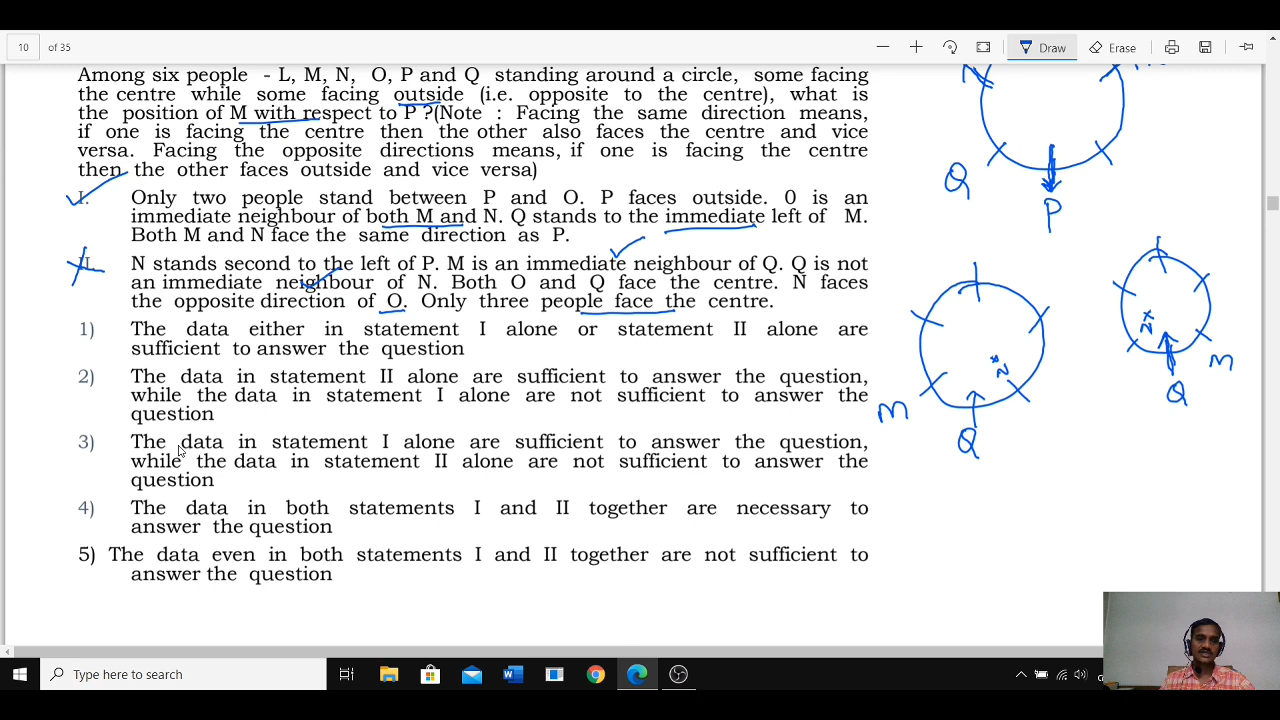 10 of 35
Draw
Erase
Among six people - L, M, N, O, P and Q standing around a circle, some facing
the centre while some facing outside (i.e. opposite to the centre), what is
the position of M with respect to P ?(Note : Facing the same direction means,
if one is facing the centre then the other also faces the centre and vice
versa. Facing the opposite directions means, if one is facing the centre
then the other faces outside and vice versa)
I. Only two people stand between P and O. P faces outside. 0 is an
immediate neighbour of both M and N. Q stands to the immediate left of M.
Both M and N face the same direction as P.
II. N stands second to the left of P. M is an immediate neighbour of Q. Q is not
an immediate neighbour of N. Both O and Q face the centre. N faces
the opposite direction of O. Only three people face the centre.
1) The data either in statement I alone or statement II alone are
sufficient to answer the question
2) The data in statement II alone are sufficient to answer the question,
while the data in statement I alone are not sufficient to answer the
question
3) The data in statement I alone are sufficient to answer the question,
while the data in statement II alone are not sufficient to answer the
question
4) The data in both statements I and II together are necessary to
answer the question
5) The data even in both statements I and II together are not sufficient to
answer the question
Q
P
N
M
Q
N
M
Q
Type here to search